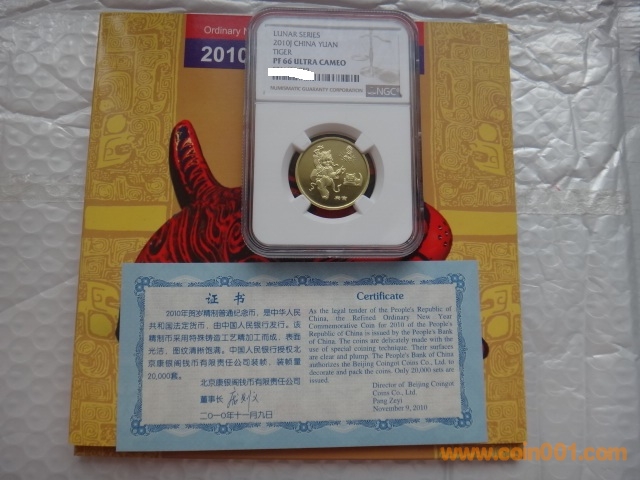 Ordinary
2010
LUNAR SERIES
2010J CHINA YUAN
TIGER
PF 66 ULTRA CAMEO
NUMISMATIC GUARANTY CORPORATION
NGC
证书
2010年贺岁精制普通纪念币，是中华人民
共和国法定货币，由中国人民银行发行。该
精制币采用特殊铸造工艺精加工而成，表面
光洁，图纹清晰饱满。中国人民银行授权北
京康银阁钱币有限责任公司装帧，装帧量
20,000套。
北京康银阁钱币有限责任公司
董事长
二〇一〇年十一月九日
Certificate
As the legal tender of the People's Republic of
China, the Refined Ordinary New Year
Commemorative Coin for 2010 of the People's
Republic of China is issued by the People's Bank
of China. The coins are delicately made with the
use of special coining technique. Their surfaces
are clear and plump. The People's Bank of China
authorizes the Beijing Coingot Coins Co., Ltd. to
decorate and pack the coins. Only 20,000 sets are
issued.
Director of Beijing Coingot
Coins Co., Ltd.
Pang Zeyi
November 9, 2010
www.coin001.com